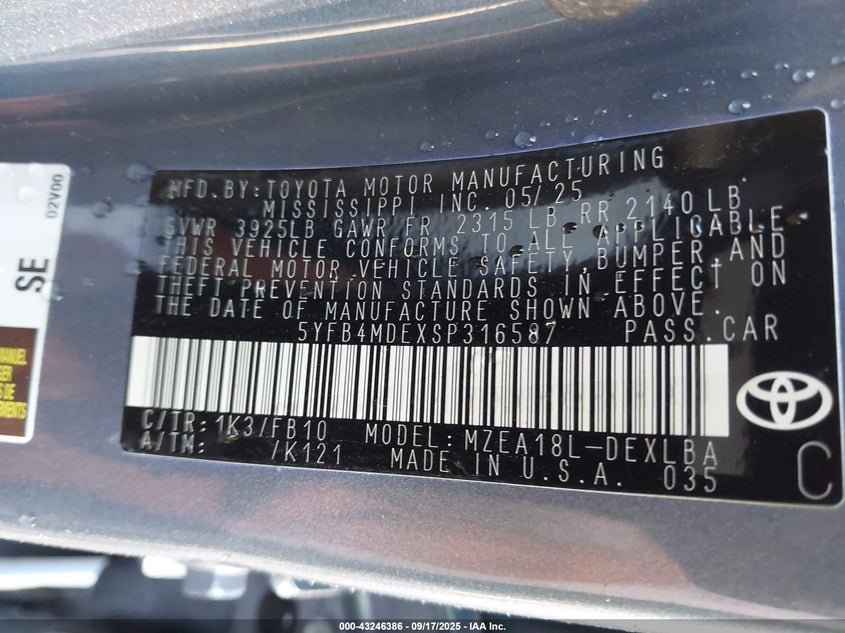 MFD.BY:TOYOTA MOTOR MANUFACTURING
MISSISSIPPI INC. 05/25
GVWR 3925LB GAWR FR 2315 LB RR 2140 LB
THIS VEHICLE CONFORMS TO ALL APPLICABLE
FEDERAL MOTOR VEHICLE SAFETY,BUMPER,AND
THEFT PREVENTION STANDARDS IN EFFECT ON
THE DATE OF MANUFACTURE SHOWN ABOVE.
5YFB4MDEXSP316587 PASS.CAR
C/TR: 1K3/FB10 MODEL: MZEA18L-DEXLBA
A/TM: /K121 MADE IN U.S.A. 035
C
02V00
SE
MANUEL
DE
000-43246386 - 09/17/2025 - IAA Inc.